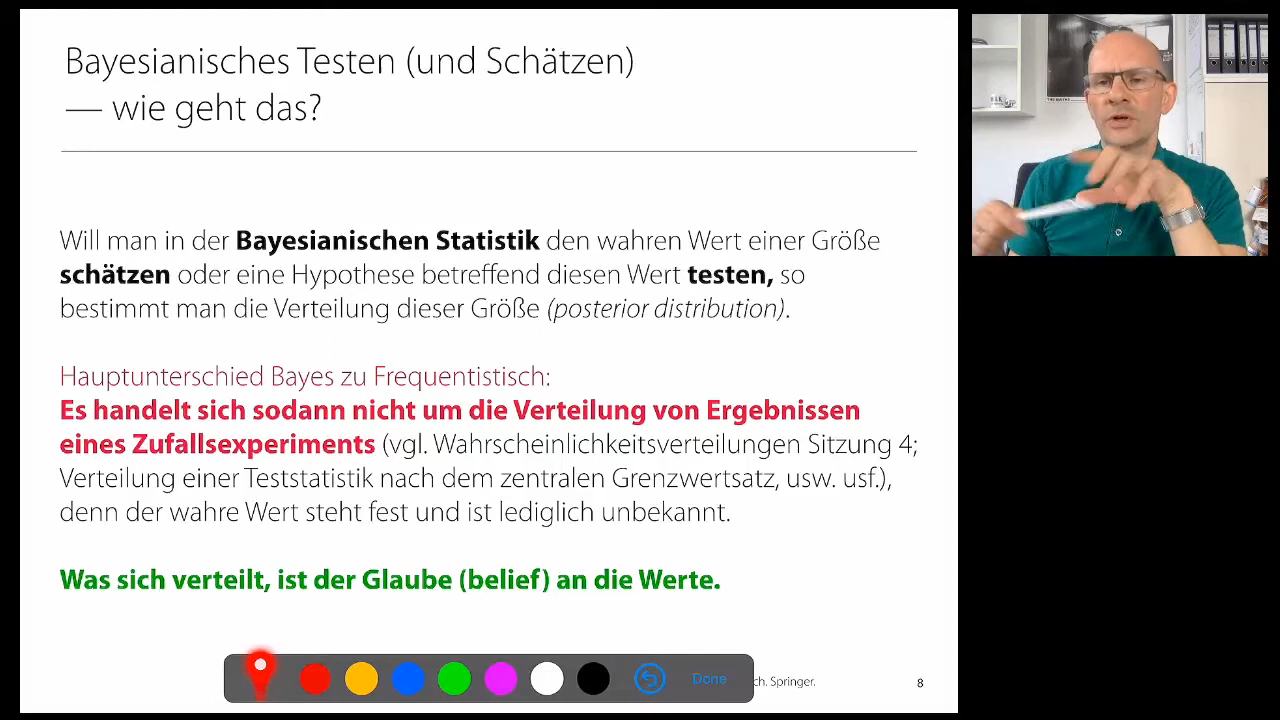 Bayesianisches Testen (und Schätzen)
— wie geht das?
Will man in der Bayesianischen Statistik den wahren Wert einer Größe
schätzen oder eine Hypothese betreffend diesen Wert testen, so
bestimmt man die Verteilung dieser Größe (posterior distribution).
Hauptunterschied Bayes zu Frequentistisch:
Es handelt sich sodann nicht um die Verteilung von Ergebnissen
eines Zufallsexperiments (vgl. Wahrscheinlichkeitsverteilungen Sitzung 4;
Verteilung einer Teststatistik nach dem zentralen Grenzwertsatz, usw. usf.),
denn der wahre Wert steht fest und ist lediglich unbekannt.
Was sich verteilt, ist der Glaube (belief) an die Werte.
Done
ch. Springer.
8